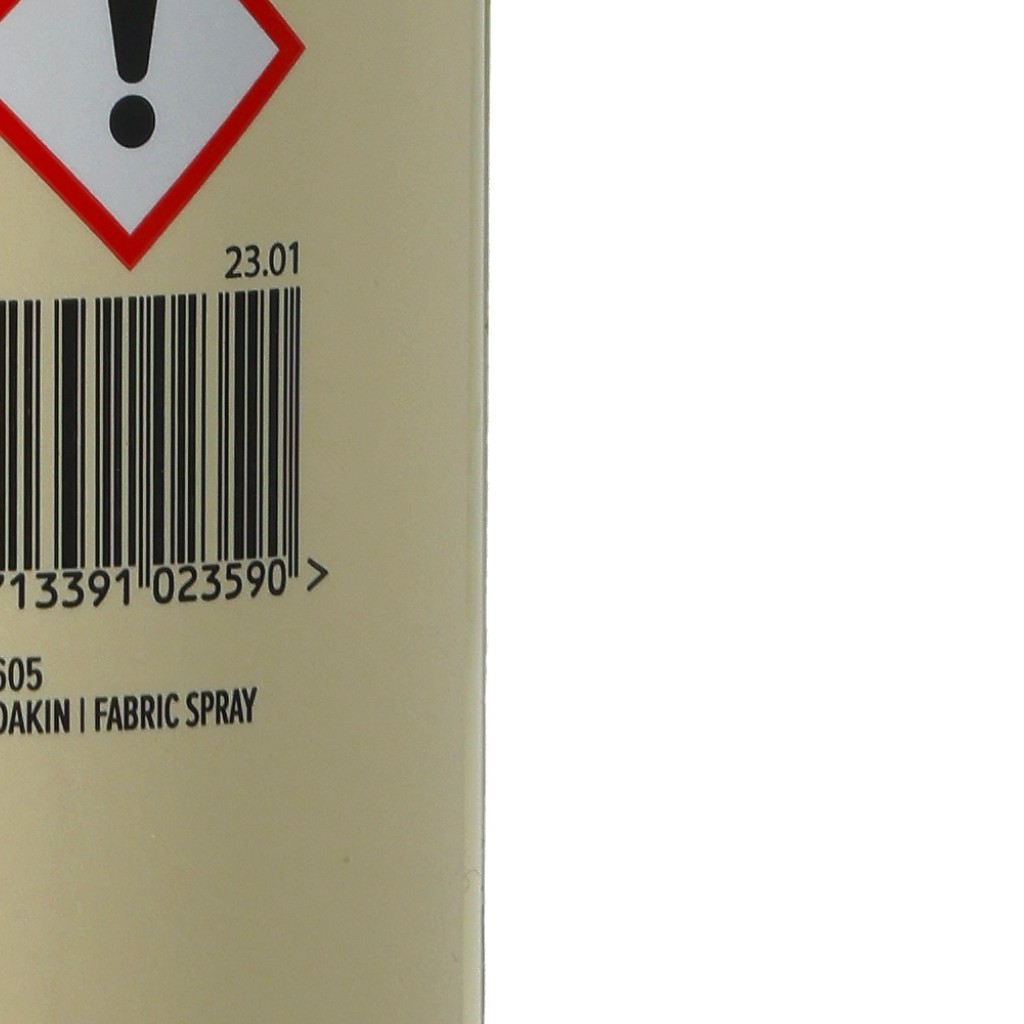 23.01
713391 023590 >
605
DAKIN | FABRIC SPRAY